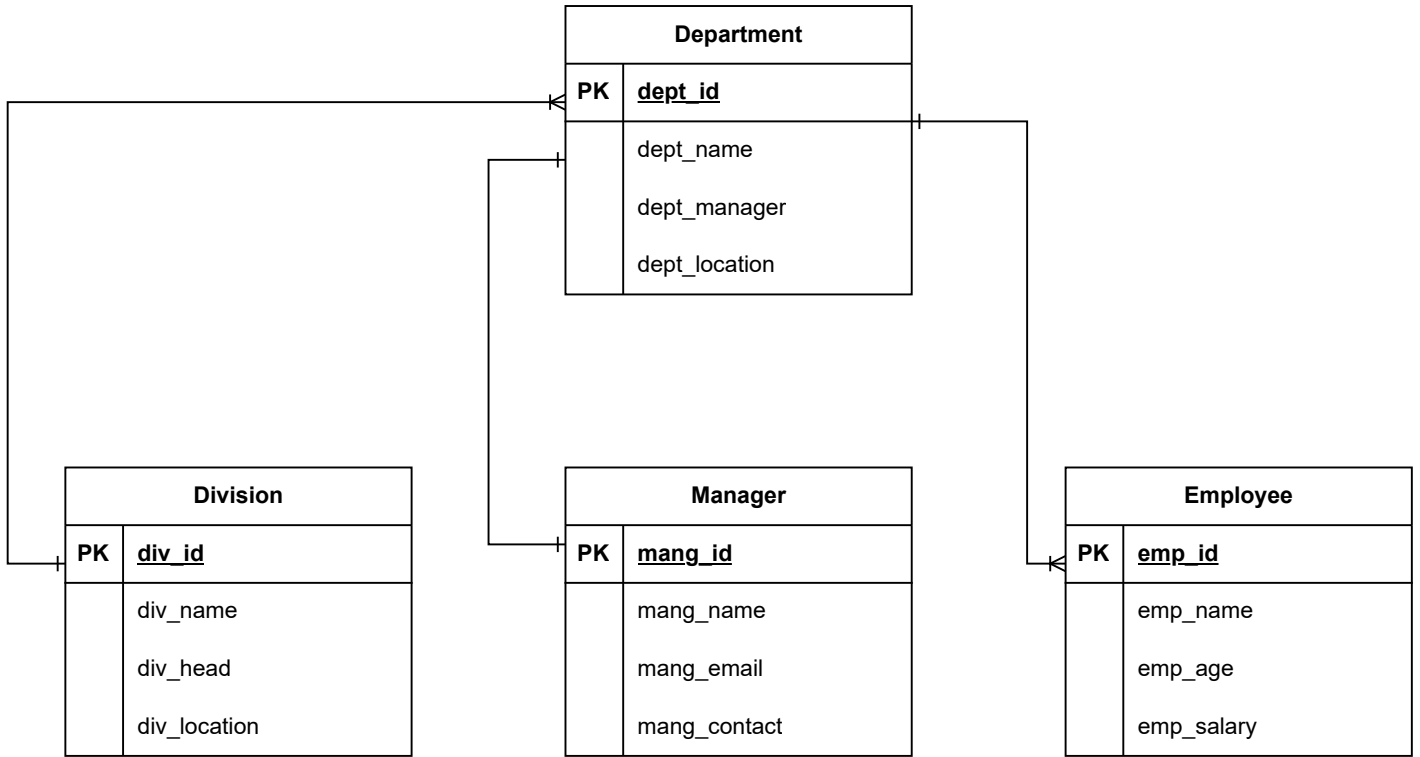 Department
PK dept_id
dept_name
dept_manager
dept_location
Division
PK div_id
div_name
div_head
div_location
Manager
PK mang_id
mang_name
mang_email
mang_contact
Employee
PK emp_id
emp_name
emp_age
emp_salary